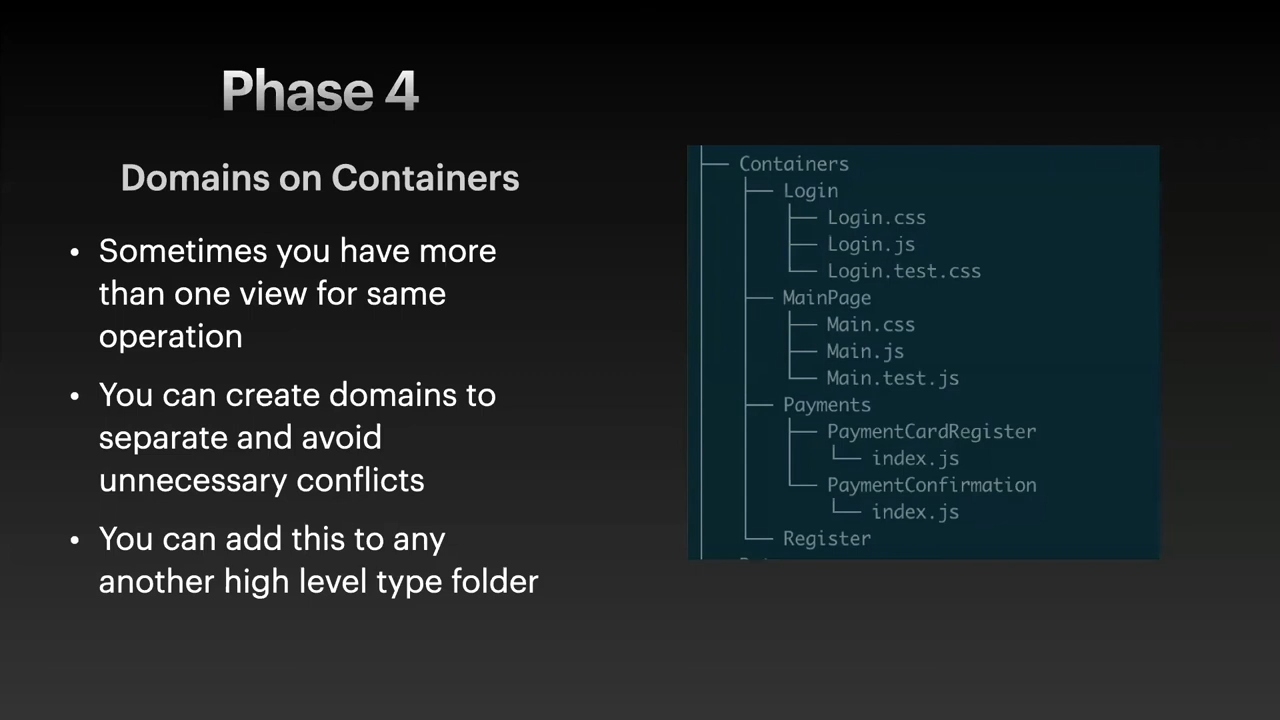 Phase 4
Domains on Containers
• Sometimes you have more
than one view for same
operation
• You can create domains to
separate and avoid
unnecessary conflicts
• You can add this to any
another high level type folder
Containers
Login
Login.css
Login.js
Login.test.css
MainPage
Main.css
Main.js
Main.test.js
Payments
PaymentCardRegister
index.js
PaymentConfirmation
index.js
Register